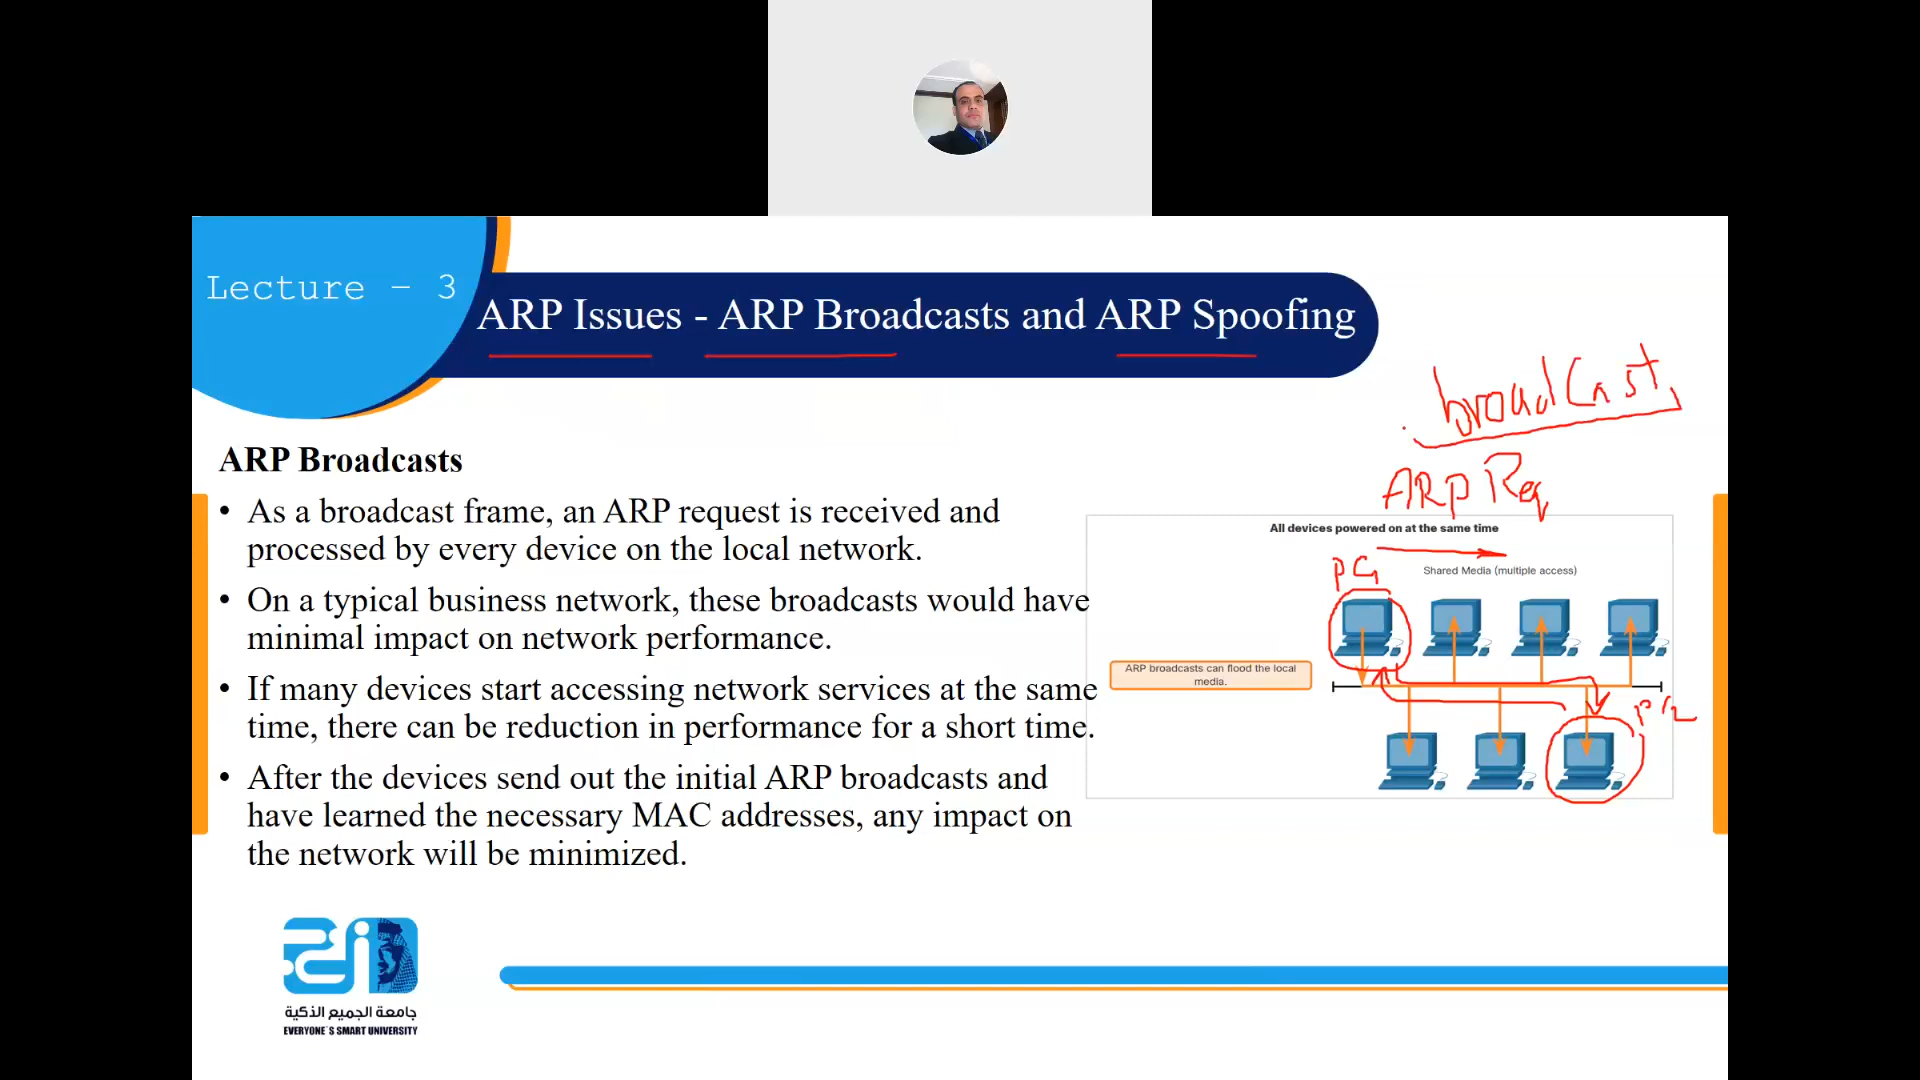 Lecture - 3
ARP Issues - ARP Broadcasts and ARP Spoofing
broadCast
ARP Req
ARP Broadcasts
• As a broadcast frame, an ARP request is received and
processed by every device on the local network.
• On a typical business network, these broadcasts would have
minimal impact on network performance.
• If many devices start accessing network services at the same
time, there can be reduction in performance for a short time.
• After the devices send out the initial ARP broadcasts and
have learned the necessary MAC addresses, any impact on
the network will be minimized.
All devices powered on at the same time
Shared Media (multiple access)
ARP broadcasts can flood the local
media.
جامعة الجميع الذكية
EVERYONE'S SMART UNIVERSITY